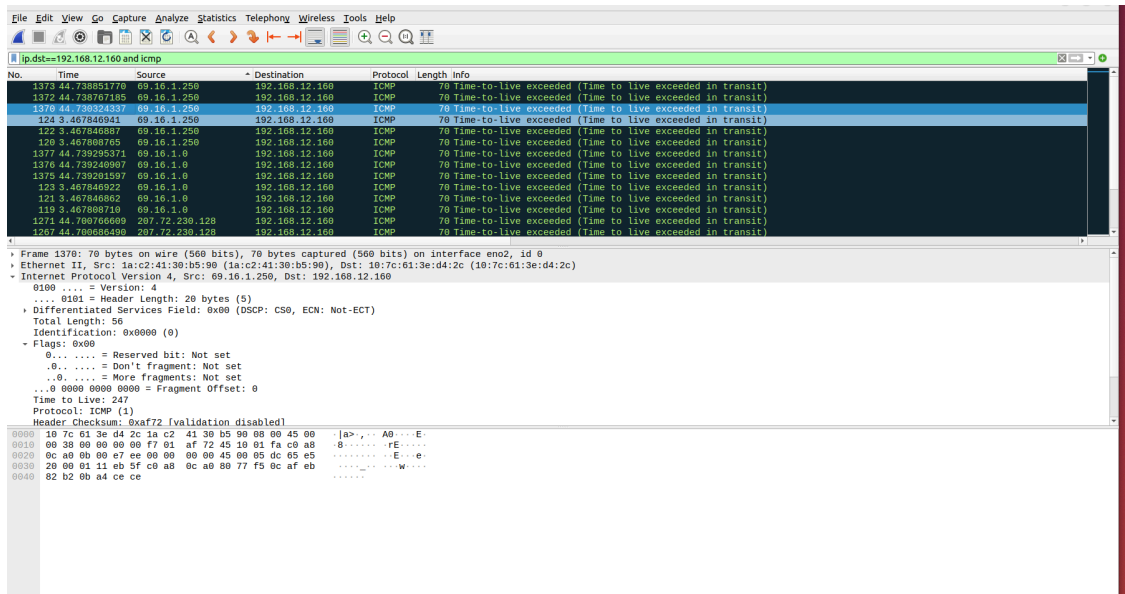 File Edit View Go Capture Analyze Statistics Telephony Wireless Tools Help
ip.dst==192.168.12.160 and icmp
No. Time Source Destination Protocol Length Info
1373 44.738851770 69.16.1.250 192.168.12.160 ICMP 70 Time-to-live exceeded (Time to live exceeded in transit)
1372 44.738767185 69.16.1.250 192.168.12.160 ICMP 70 Time-to-live exceeded (Time to live exceeded in transit)
1370 44.730324337 69.16.1.250 192.168.12.160 ICMP 70 Time-to-live exceeded (Time to live exceeded in transit)
124 3.467846941 69.16.1.250 192.168.12.160 ICMP 70 Time-to-live exceeded (Time to live exceeded in transit)
122 3.467846887 69.16.1.250 192.168.12.160 ICMP 70 Time-to-live exceeded (Time to live exceeded in transit)
120 3.467808765 69.16.1.250 192.168.12.160 ICMP 70 Time-to-live exceeded (Time to live exceeded in transit)
1377 44.739295371 69.16.1.0 192.168.12.160 ICMP 70 Time-to-live exceeded (Time to live exceeded in transit)
1376 44.739240907 69.16.1.0 192.168.12.160 ICMP 70 Time-to-live exceeded (Time to live exceeded in transit)
1375 44.739201597 69.16.1.0 192.168.12.160 ICMP 70 Time-to-live exceeded (Time to live exceeded in transit)
123 3.467846922 69.16.1.0 192.168.12.160 ICMP 70 Time-to-live exceeded (Time to live exceeded in transit)
121 3.467846862 69.16.1.0 192.168.12.160 ICMP 70 Time-to-live exceeded (Time to live exceeded in transit)
119 3.467808710 69.16.1.0 192.168.12.160 ICMP 70 Time-to-live exceeded (Time to live exceeded in transit)
1271 44.700766609 207.72.230.128 192.168.12.160 ICMP 70 Time-to-live exceeded (Time to live exceeded in transit)
1267 44.700686490 207.72.230.128 192.168.12.160 ICMP 70 Time-to-live exceeded (Time to live exceeded in transit)
Frame 1370: 70 bytes on wire (560 bits), 70 bytes captured (560 bits) on interface eno2, id 0
Ethernet II, Src: 1a:c2:41:30:b5:90 (1a:c2:41:30:b5:90), Dst: 10:7c:61:3e:d4:2c (10:7c:61:3e:d4:2c)
Internet Protocol Version 4, Src: 69.16.1.250, Dst: 192.168.12.160
0100 .... = Version: 4
.... 0101 = Header Length: 20 bytes (5)
Differentiated Services Field: 0x00 (DSCP: CS0, ECN: Not-ECT)
Total Length: 56
Identification: 0x0000 (0)
Flags: 0x00
0... .... = Reserved bit: Not set
.0.. .... = Don't fragment: Not set
..0. .... = More fragments: Not set
...0 0000 0000 0000 = Fragment Offset: 0
Time to Live: 247
Protocol: ICMP (1)
Header Checksum: 0xaf72 [validation disabled]
0000 10 7c 61 3e d4 2c 1a c2 41 30 b5 90 08 00 45 00 ·|a>·,·· A0····E·
0010 00 38 00 00 00 00 f7 01 af 72 45 10 01 fa c0 a8 ·8······ ·rE·····
0020 0c a0 0b 00 e7 ee 00 00 00 00 45 00 05 dc 65 e5 ········ ··E···e·
0030 20 00 01 11 eb 5f c0 a8 0c a0 80 77 f5 0c af eb ····_·· ···w····
0040 82 b2 0b a4 ce ce ······